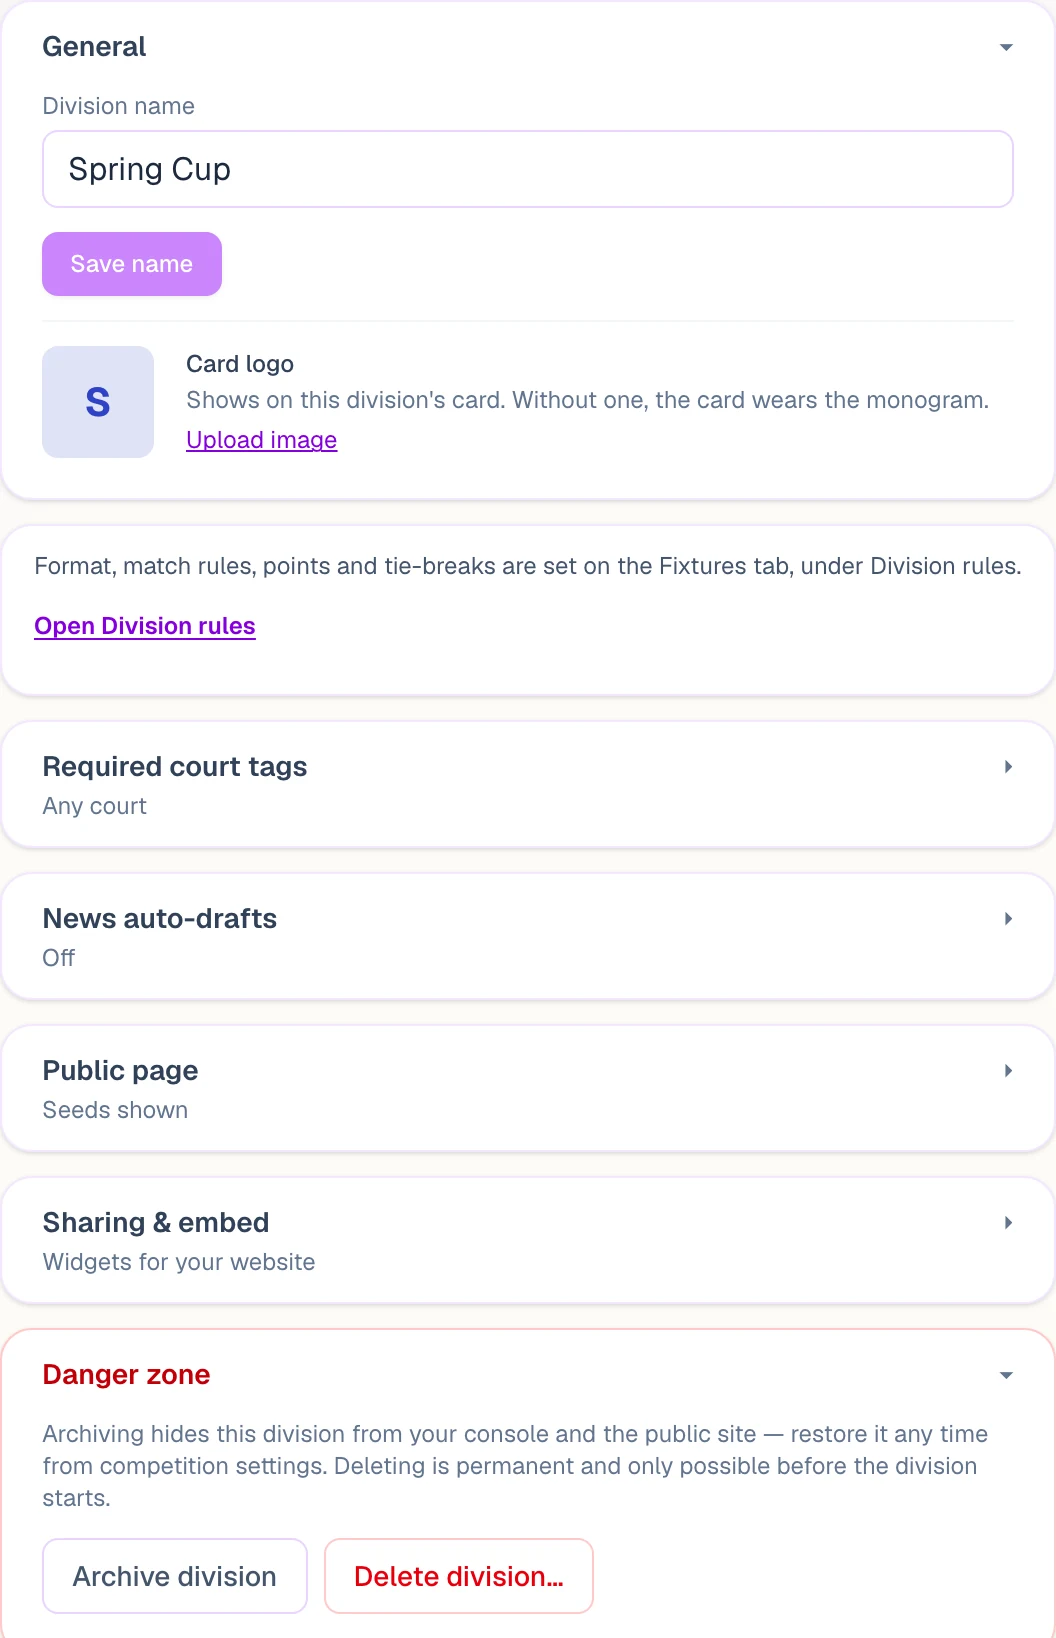 General
Division name
Spring Cup
Save name
S
Card logo
Shows on this division's card. Without one, the card wears the monogram.
Upload image
Format, match rules, points and tie-breaks are set on the Fixtures tab, under Division rules.
Open Division rules
Required court tags
Any court
News auto-drafts
Off
Public page
Seeds shown
Sharing & embed
Widgets for your website
Danger zone
Archiving hides this division from your console and the public site — restore it any time
from competition settings. Deleting is permanent and only possible before the division
starts.
Archive division
Delete division...